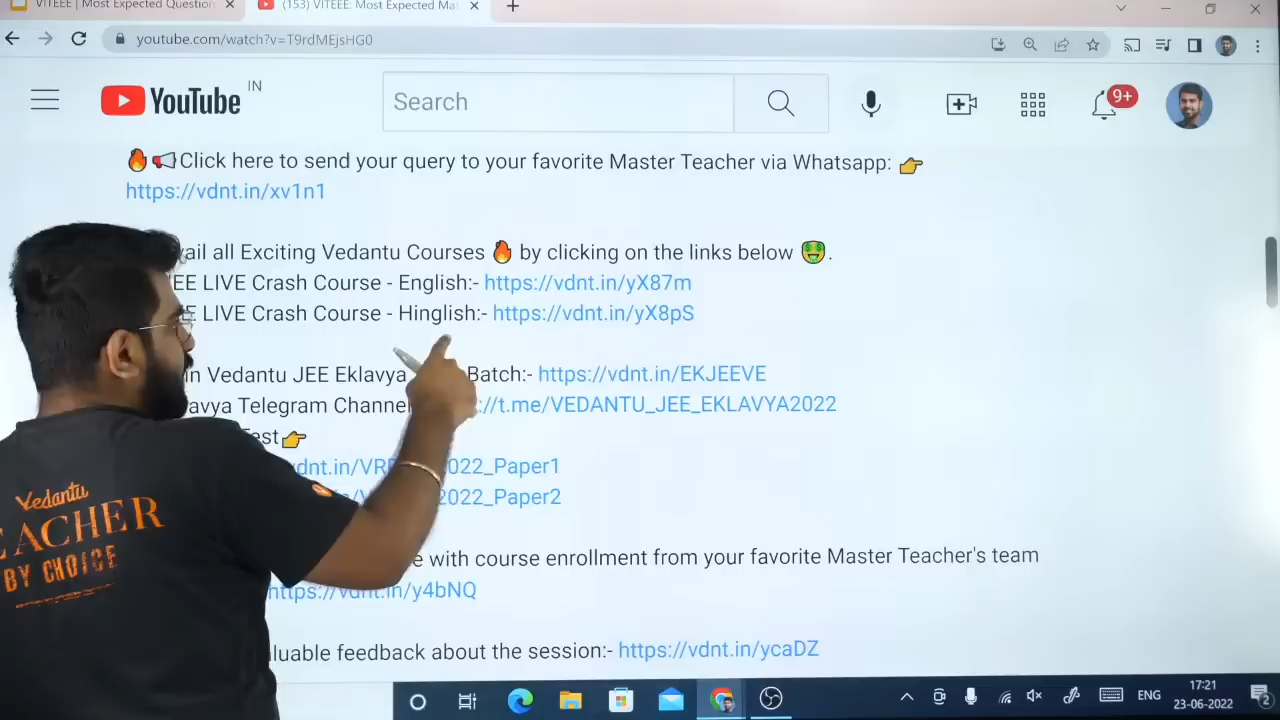 VITEEE | Most Expected Question
(153) VITEEE: Most Expected Ma
youtube.com/watch?v=T9rdMEjsHG0
YouTube IN
Search
9+
Click here to send your query to your favorite Master Teacher via Whatsapp:
https://vdnt.in/xv1n1
ail all Exciting Vedantu Courses by clicking on the links below .
EE LIVE Crash Course - English:- https://vdnt.in/yX87m
E LIVE Crash Course - Hinglish:- https://vdnt.in/yX8pS
in Vedantu JEE Eklavya Batch:- https://vdnt.in/EKJEEVE
avya Telegram Channel ://t.me/VEDANTU_JEE_EKLAVYA2022
est
vdnt.in/VR 022_Paper1
2022_Paper2
e with course enrollment from your favorite Master Teacher's team
https://vdnt.in/y4bNQ
luable feedback about the session:- https://vdnt.in/ycaDZ
Vedantu
EACHER
BY CHOICE
ENG
17:21
23-06-2022
2